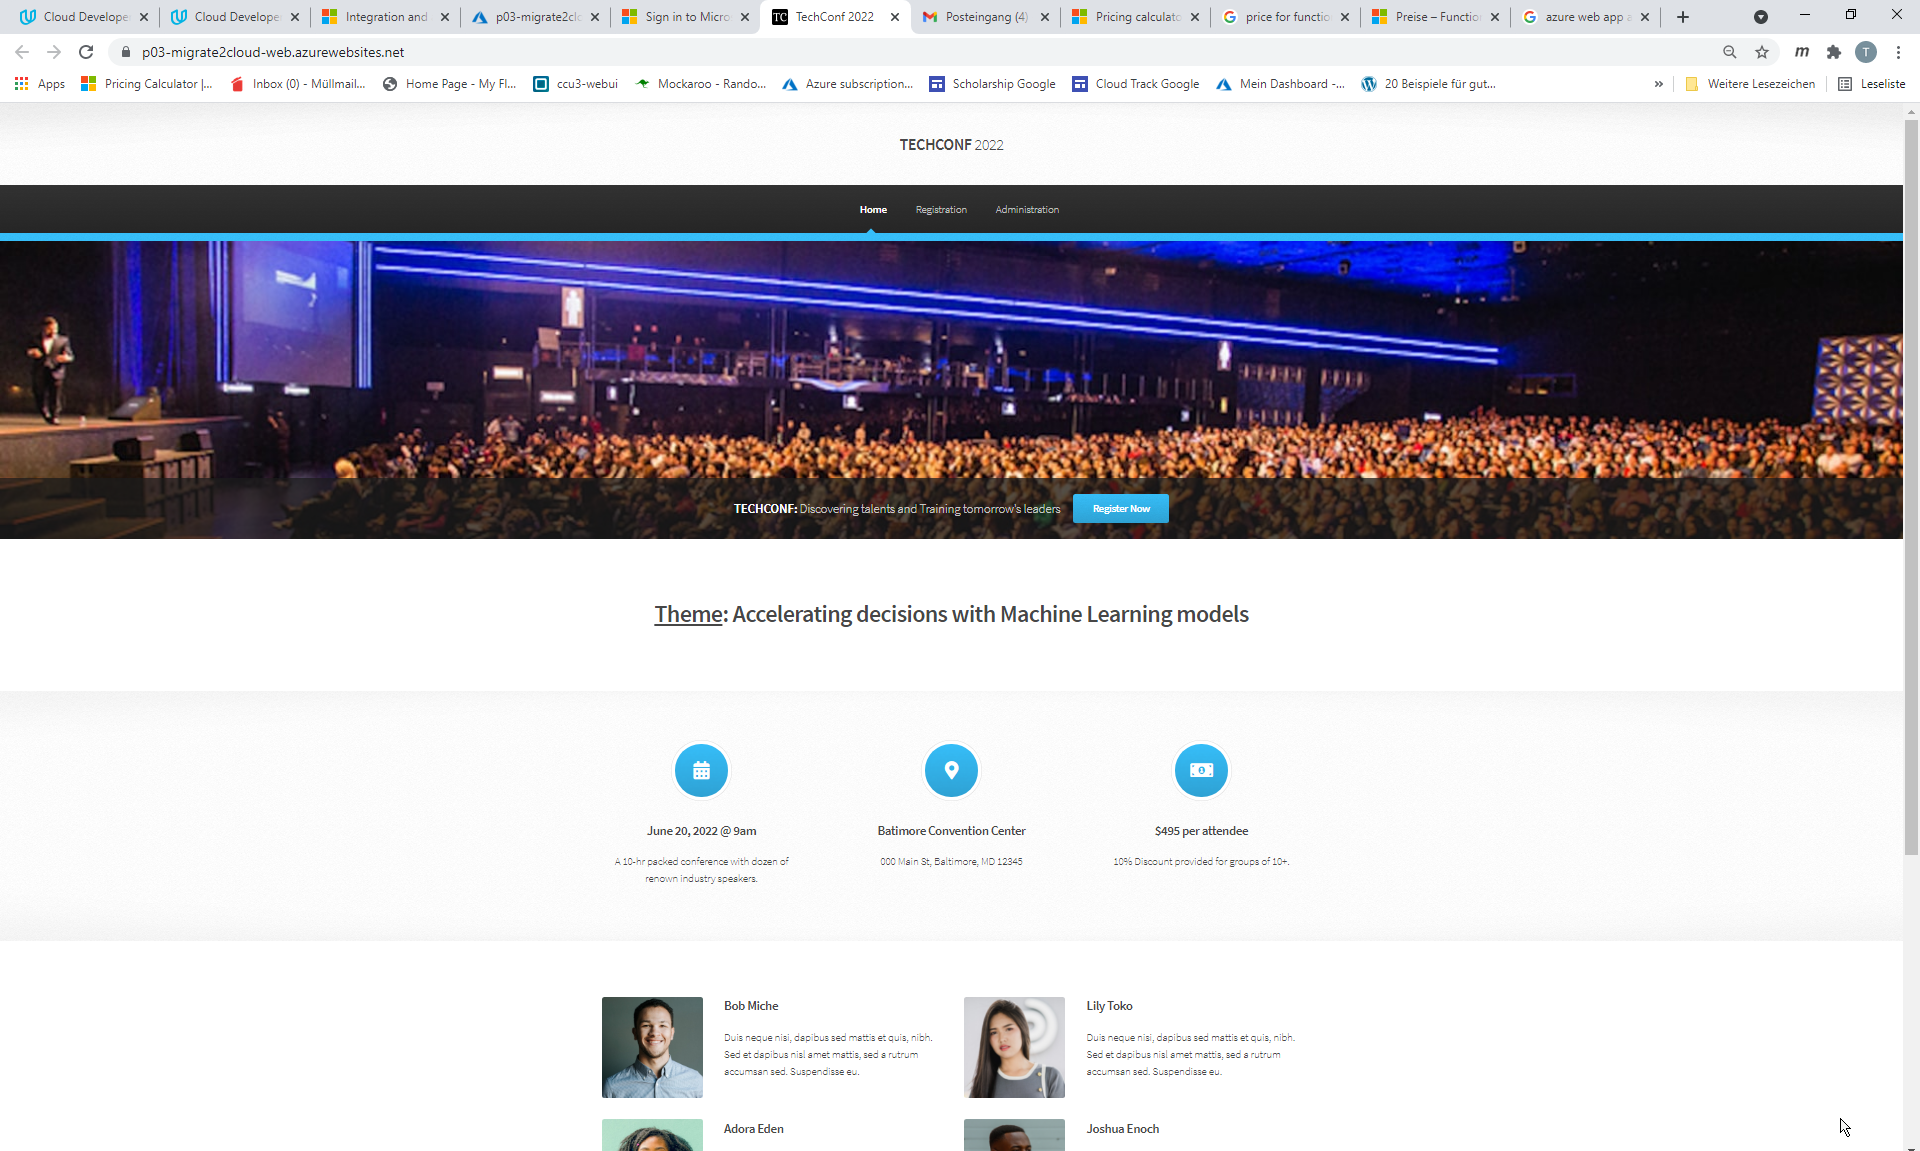 Cloud Develope
Cloud Develope
Integration and
p03-migrate2clo
Sign in to Micro
TC TechConf 2022
Posteingang (4)
Pricing calculato
price for functio
Preise – Functio
azure web app a
p03-migrate2cloud-web.azurewebsites.net
m
T
Apps
Pricing Calculator |...
Inbox (0) - Müllmail...
Home Page - My Fl...
ccu3-webui
Mockaroo - Rando...
Azure subscription...
Scholarship Google
Cloud Track Google
Mein Dashboard -...
20 Beispiele für gut...
»
Weitere Lesezeichen
Leseliste
TECHCONF 2022
Home
Registration
Administration
TECHCONF: Discovering talents and Training tomorrow's leaders
Register Now
Theme: Accelerating decisions with Machine Learning models
June 20, 2022 @ 9am
A 10-hr packed conference with dozen of
renown industry speakers.
Batimore Convention Center
000 Main St, Baltimore, MD 12345
$495 per attendee
10% Discount provided for groups of 10+.
Bob Miche
Duis neque nisi, dapibus sed mattis et quis, nibh.
Sed et dapibus nisl amet mattis, sed a rutrum
accumsan sed. Suspendisse eu.
Lily Toko
Duis neque nisi, dapibus sed mattis et quis, nibh.
Sed et dapibus nisl amet mattis, sed a rutrum
accumsan sed. Suspendisse eu.
Adora Eden
Joshua Enoch